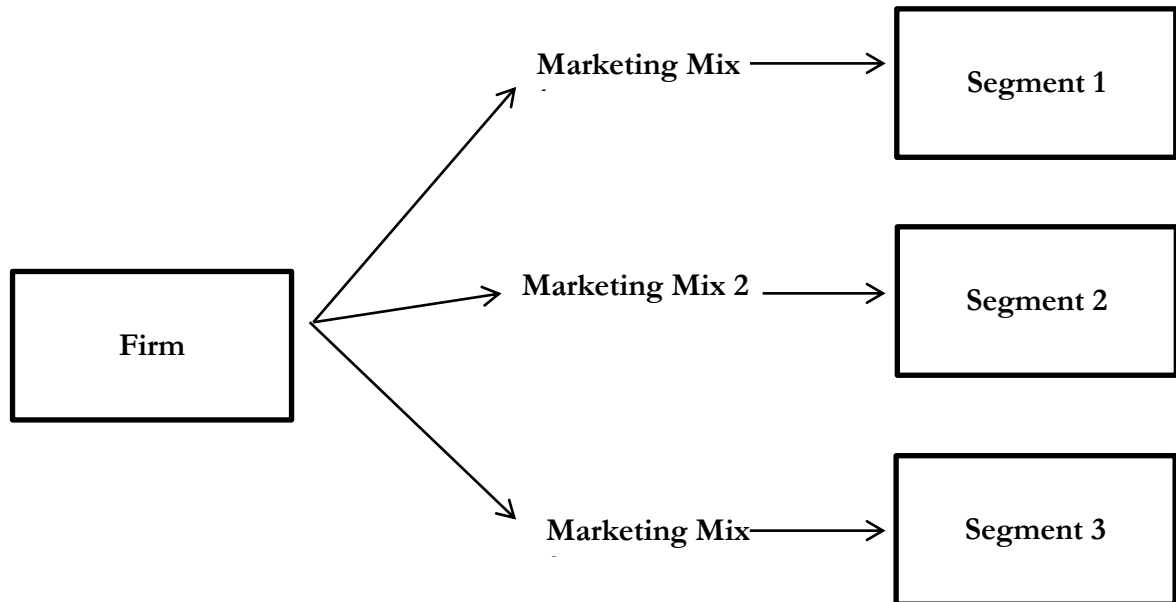 Marketing Mix
Segment 1
Marketing Mix 2
Segment 2
Firm
Marketing Mix
Segment 3